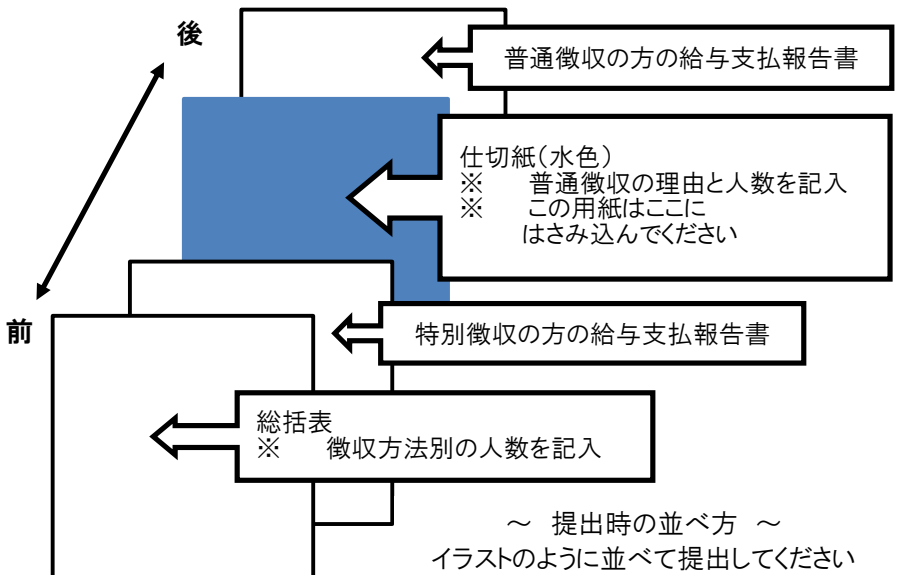 後
普通徴収の方の給与支払報告書
仕切紙(水色)
※　普通徴収の理由と人数を記入
※　この用紙はここに
はさみ込んでください
前
特別徴収の方の給与支払報告書
総括表
※　徴収方法別の人数を記入
～　提出時の並べ方　～
イラストのように並べて提出してください